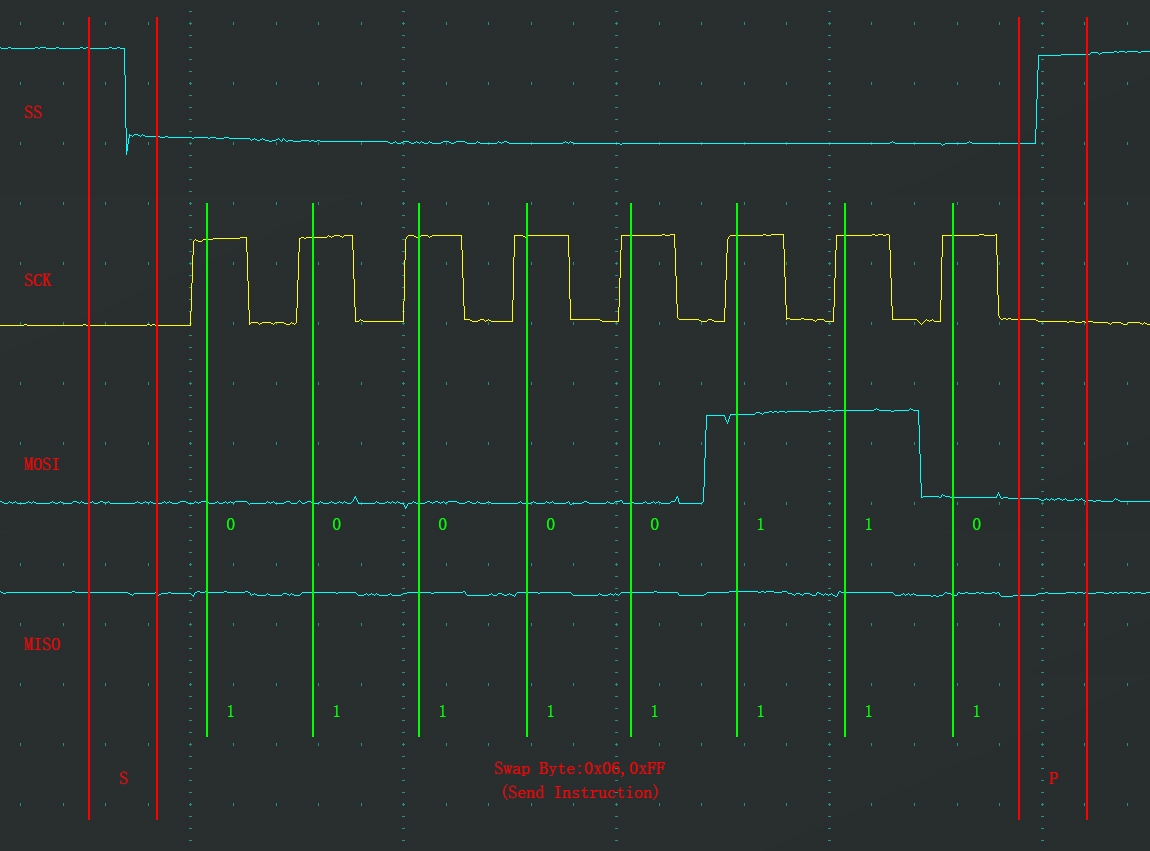 SS
SCK
MOSI
0 0 0 0 0 1 1 0
MISO
1 1 1 1 1 1 1 1
Swap Byte:0x06,0xFF
S P
(Send Instruction)